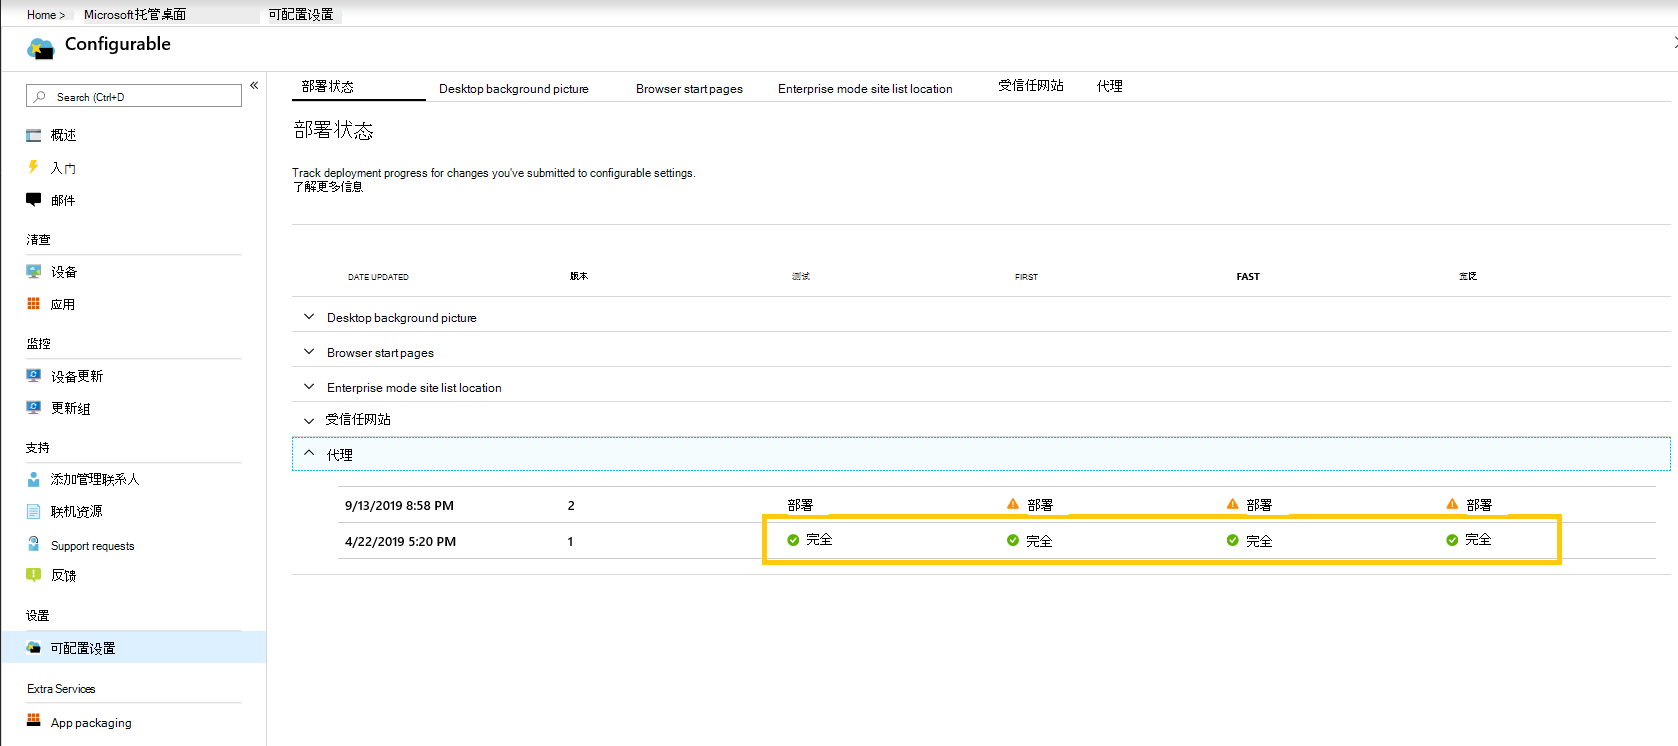 Home >
Microsoft托管桌面
可配置设置
Configurable
Search (Ctrl+D
«
部署状态
Desktop background picture
Browser start pages
Enterprise mode site list location
受信任网站
代理
概述
入门
邮件
清查
设备
应用
监控
设备更新
更新组
支持
添加管理联系人
联机资源
Support requests
反馈
设置
可配置设置
Extra Services
App packaging
部署状态
Track deployment progress for changes you've submitted to configurable settings.
了解更多信息
DATE UPDATED
版本
测试
FIRST
FAST
宽泛
Desktop background picture
Browser start pages
Enterprise mode site list location
受信任网站
代理
9/13/2019 8:58 PM 2 部署 部署 部署 部署
4/22/2019 5:20 PM 1 完全 完全 完全 完全